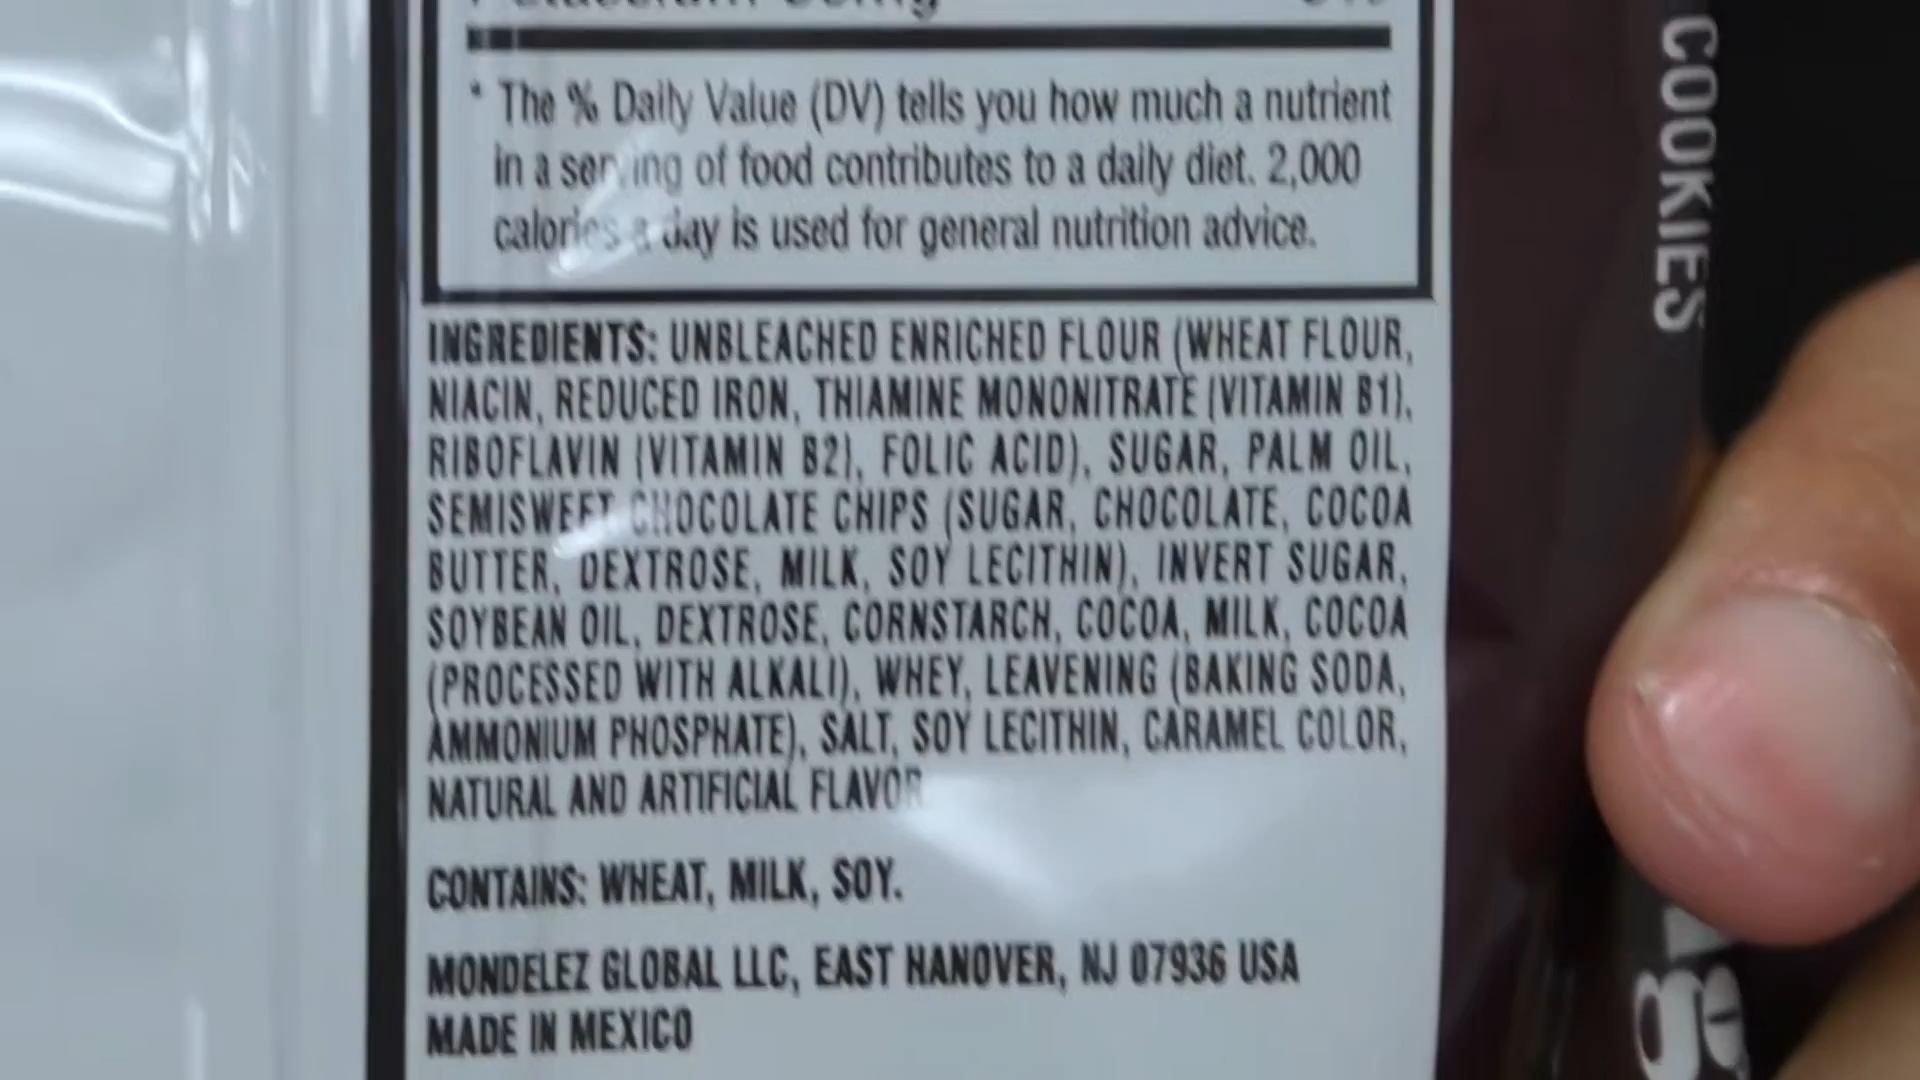 * The % Daily Value (DV) tells you how much a nutrient
in a serving of food contributes to a daily diet. 2,000
calories a day is used for general nutrition advice.
INGREDIENTS: UNBLEACHED ENRICHED FLOUR (WHEAT FLOUR,
NIACIN, REDUCED IRON, THIAMINE MONONITRATE {VITAMIN B1},
RIBOFLAVIN {VITAMIN B2}, FOLIC ACID), SUGAR, PALM OIL,
SEMISWEET CHOCOLATE CHIPS (SUGAR, CHOCOLATE, COCOA
BUTTER, DEXTROSE, MILK, SOY LECITHIN), INVERT SUGAR,
SOYBEAN OIL, DEXTROSE, CORNSTARCH, COCOA, MILK, COCOA
(PROCESSED WITH ALKALI), WHEY, LEAVENING (BAKING SODA,
AMMONIUM PHOSPHATE), SALT, SOY LECITHIN, CARAMEL COLOR,
NATURAL AND ARTIFICIAL FLAVOR
CONTAINS: WHEAT, MILK, SOY.
MONDELEZ GLOBAL LLC, EAST HANOVER, NJ 07936 USA
MADE IN MEXICO
COOKIES